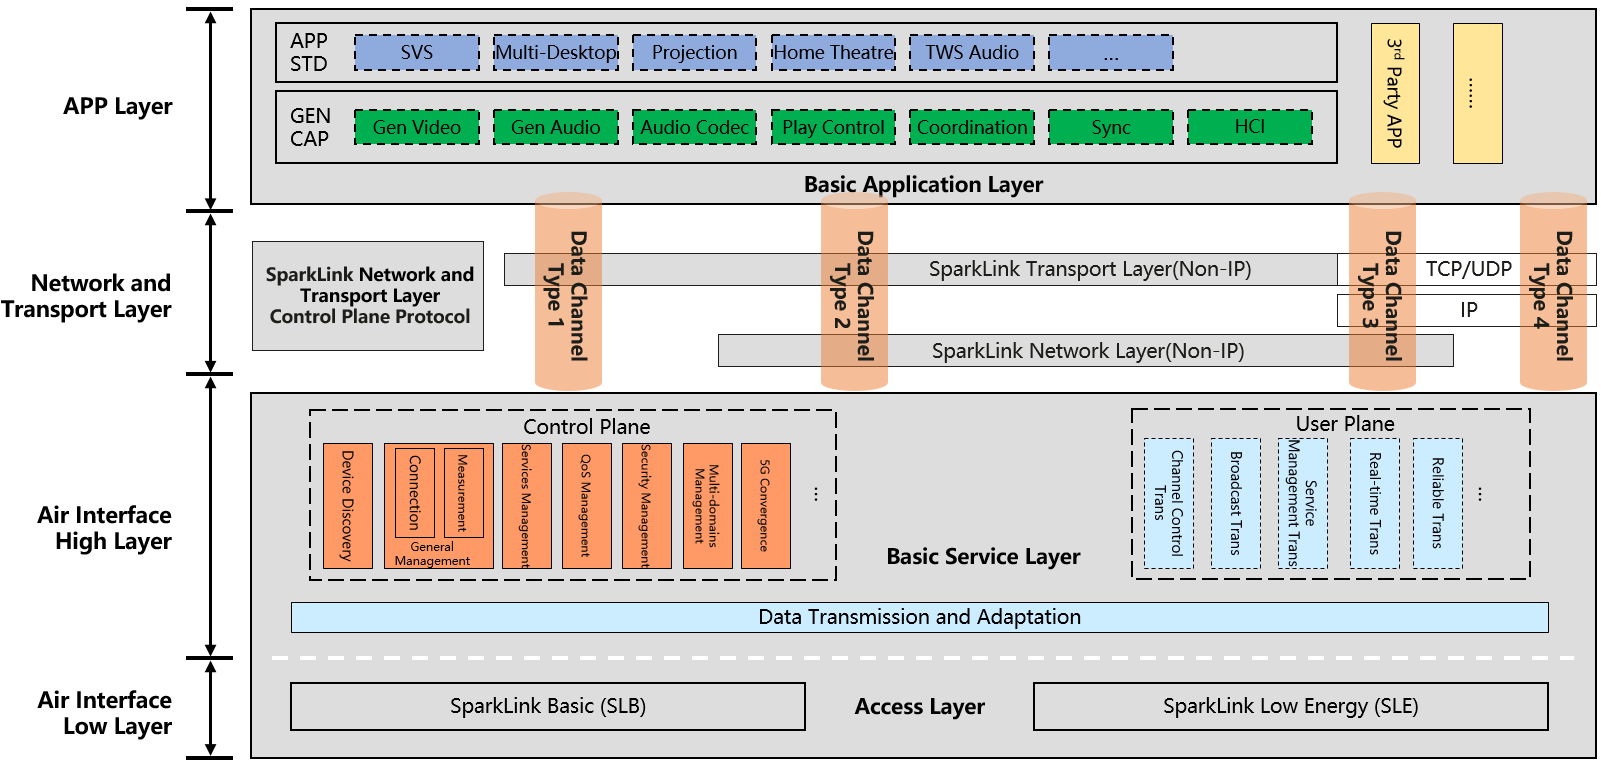 APP Layer
APP
STD
SVS
Multi-Desktop
Projection
Home Theatre
TWS Audio
...
GEN
CAP
Gen Video
Gen Audio
Audio Codec
Play Control
Coordination
Sync
HCI
3rd Party APP
......
Basic Application Layer
Network and
Transport Layer
SparkLink Network and
Transport Layer
Control Plane Protocol
Data Channel
Type 1
Data Channel
Type 2
Data Channel
Type 3
Data Channel
Type 4
SparkLink Transport Layer(Non-IP)
TCP/UDP
IP
SparkLink Network Layer(Non-IP)
Air Interface
High Layer
Control Plane
Device Discovery
Connection
Measurement
General
Management
Services Management
QoS Management
Security Management
Multi-domains
Management
5G Convergence
...
Basic Service Layer
User Plane
Channel Control
Trans
Broadcast Trans
Service
Management Trans
Real-time Trans
Reliable Trans
...
Data Transmission and Adaptation
Air Interface
Low Layer
SparkLink Basic (SLB)
Access Layer
SparkLink Low Energy (SLE)